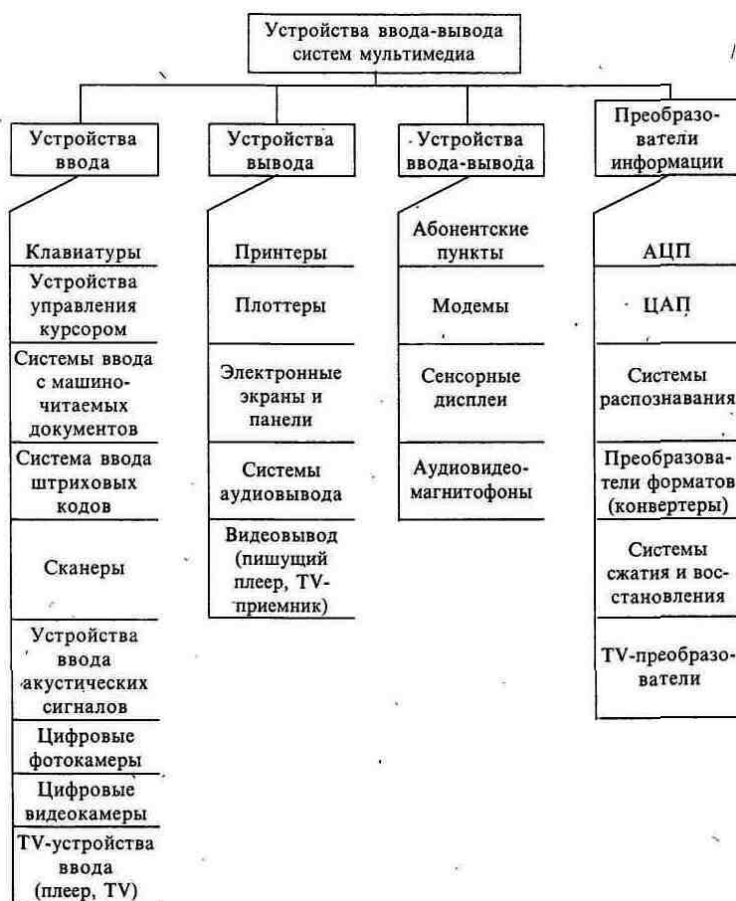 Устройства ввода-вывода
систем мультимедиа
Устройства
ввода
Устройства
вывода
Устройства
ввода-вывода
Преобразо-
ватели
информации
Клавиатуры
Устройства
управления
курсором
Системы ввода
с машино-
читаемых
документов
Система ввода
штриховых
кодов
Сканеры
Устройства
ввода
акустических
сигналов
Цифровые
фотокамеры
Цифровые
видеокамеры
TV-устройства
ввода
(плеер, TV)
Принтеры
Плоттеры
Электронные
экраны и
панели
Системы
аудиовывода
Видеовывод
(пишущий
плеер, TV-
приемник)
Абонентские
пункты
Модемы
Сенсорные
дисплеи
Аудиовидео-
магнитофоны
АЦП
ЦАП
Системы
распознавания
Преобразова-
тели форматов
(конвертеры)
Системы
сжатия и вос-
становления
TV-преобразо-
ватели